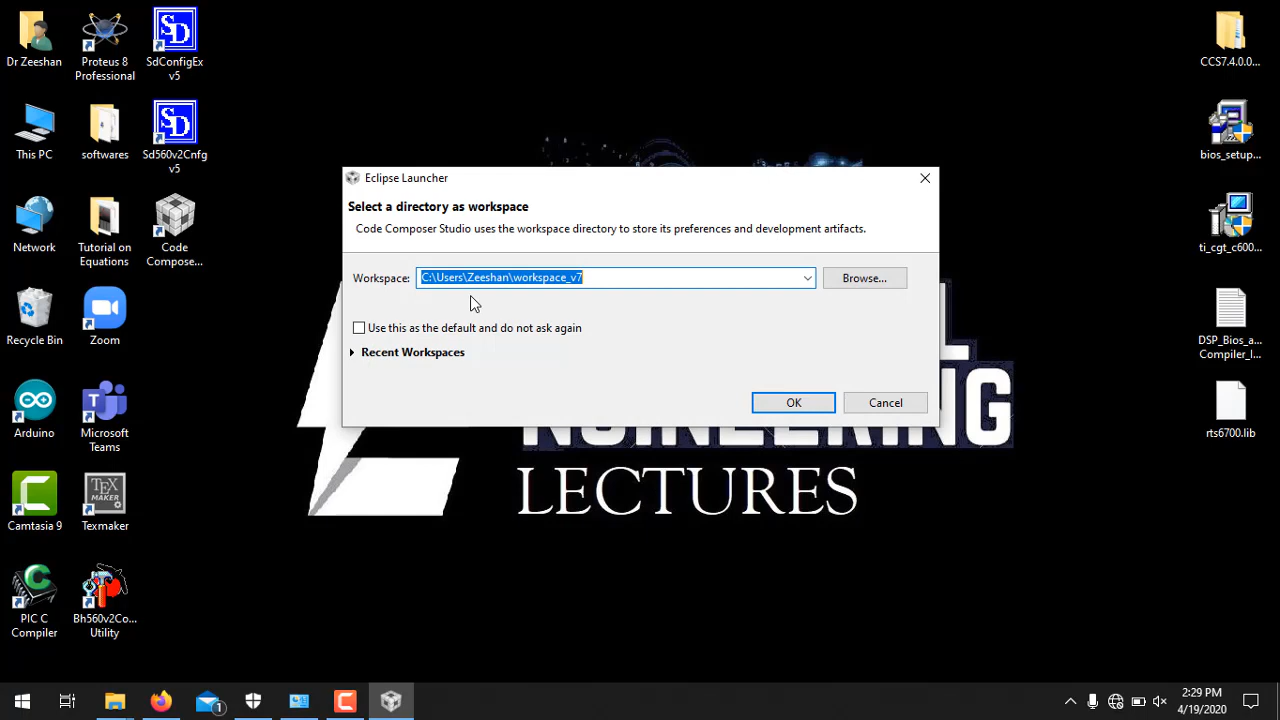 Dr Zeeshan
Proteus 8
Professional
SdConfigEx
v5
This PC
softwares
Sd560v2Cnfg
v5
Network
Tutorial on
Equations
Code
Compose...
Recycle Bin
Zoom
Arduino
Microsoft
Teams
Camtasia 9
Texmaker
PIC C
Compiler
Bh560v2Co...
Utility
Eclipse Launcher
Select a directory as workspace
Code Composer Studio uses the workspace directory to store its preferences and development artifacts.
Workspace:
C:\Users\Zeeshan\workspace_v7
Browse...
Use this as the default and do not ask again
Recent Workspaces
OK
Cancel
LECTURES
CCS7.4.0.0...
bios_setup...
ti_cgt_c600...
DSP_Bios_a...
Compiler_I...
rts6700.lib
1
2:29 PM
4/19/2020